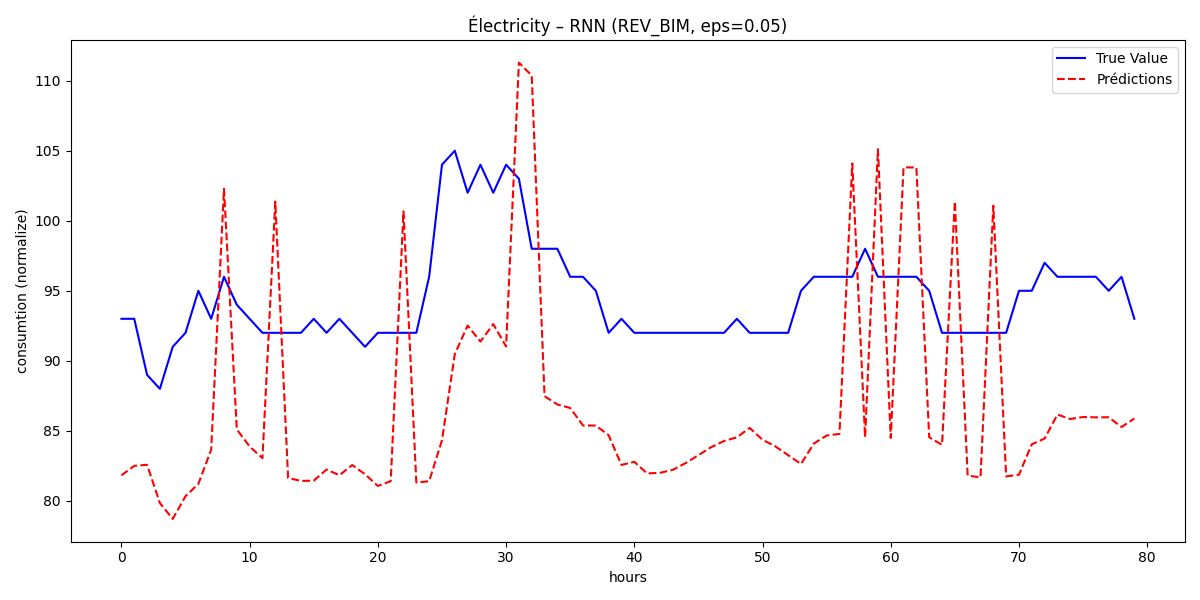 Électricity – RNN (REV_BIM, eps=0.05)
True Value
Prédictions
consumtion (normalize)
110
105
100
95
90
85
80
0 10 20 30 40 50 60 70 80
hours